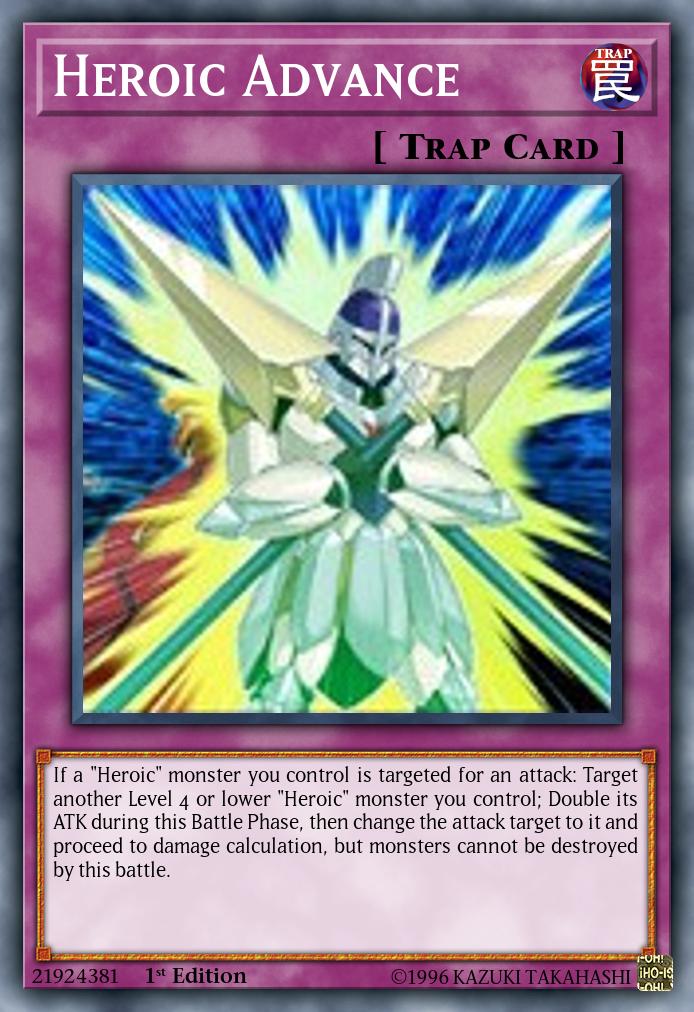 Heroic Advance
TRAP
罠
[ Trap Card ]
If a "Heroic" monster you control is targeted for an attack: Target
another Level 4 or lower "Heroic" monster you control; Double its
ATK during this Battle Phase, then change the attack target to it and
proceed to damage calculation, but monsters cannot be destroyed
by this battle.
21924381 1st Edition ©1996 KAZUKI TAKAHASHI